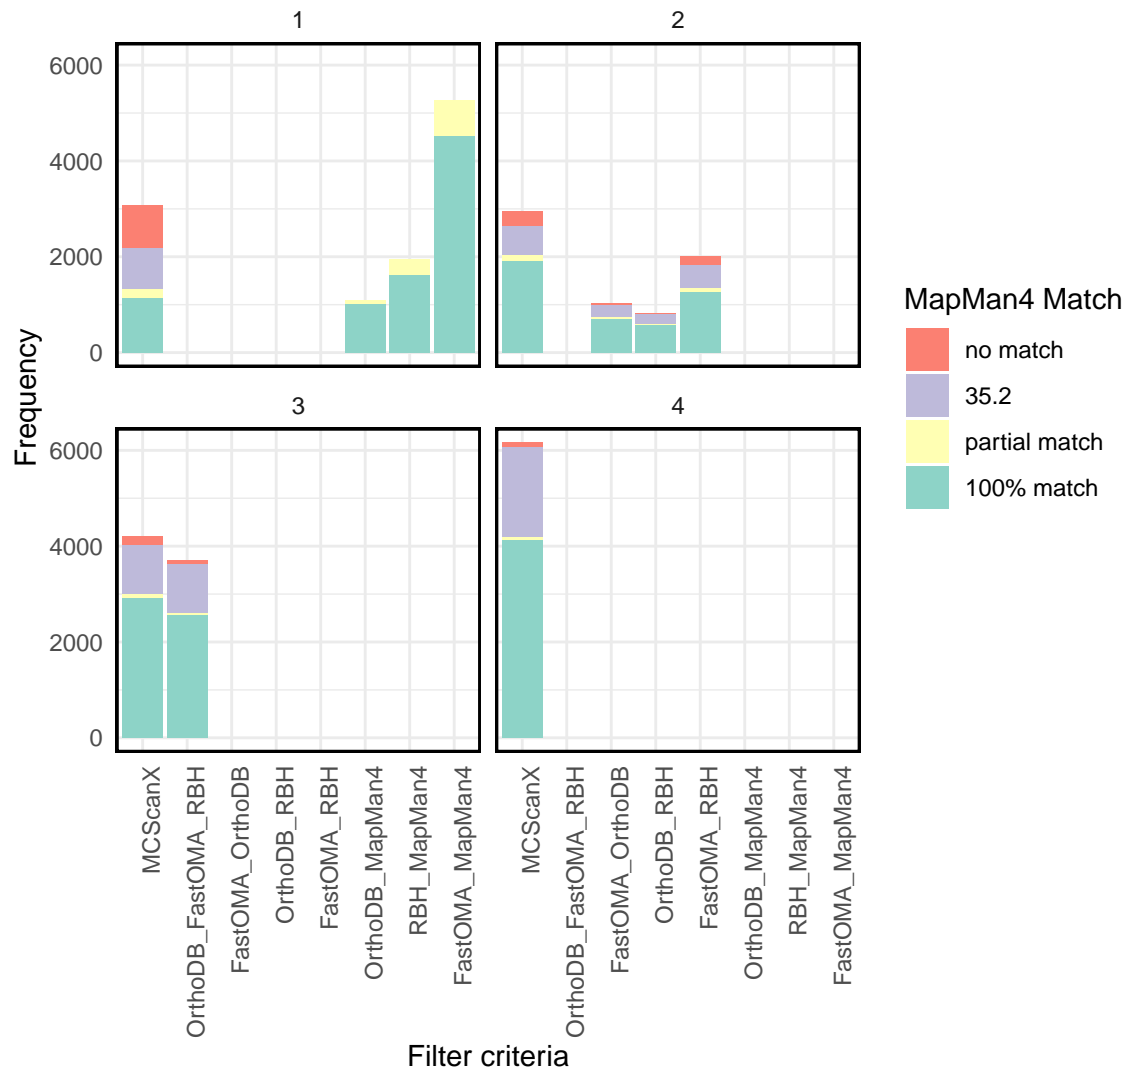 1
2
6000
4000
2000
0
3
4
6000
4000
2000
0
Frequency
MCScanX
OrthoDB_FastOMA_RBH
FastOMA_OrthoDB
OrthoDB_RBH
FastOMA_RBH
OrthoDB_MapMan4
RBH_MapMan4
FastOMA_MapMan4
MCScanX
OrthoDB_FastOMA_RBH
FastOMA_OrthoDB
OrthoDB_RBH
FastOMA_RBH
OrthoDB_MapMan4
RBH_MapMan4
FastOMA_MapMan4
Filter criteria
MapMan4 Match
no match
35.2
partial match
100% match